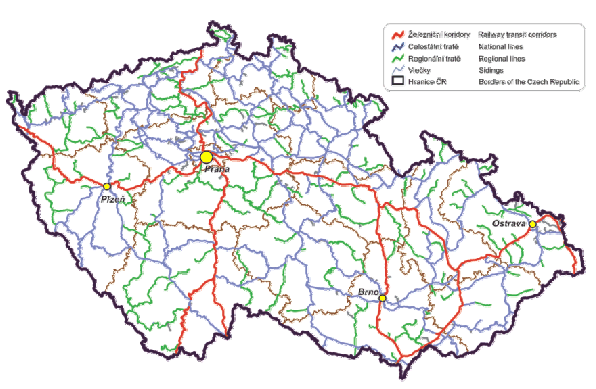 Železniční koridory Railway transit corridors
Celostátní tratě National lines
Regionální tratě Regional lines
Vlečky Sidings
Hranice ČR Borders of the Czech Republic
Praha
Plzeň
Ostrava
Brno